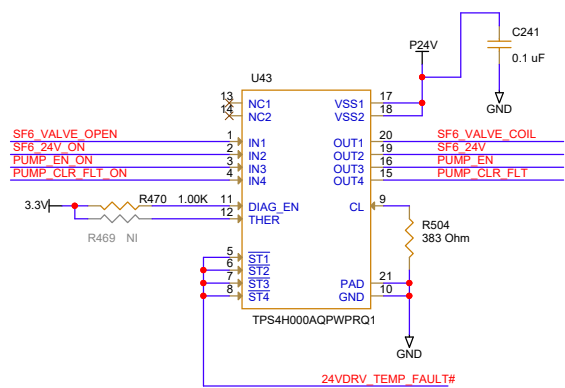 C241
0.1 uF
GND
P24V
U43
13 NC1
14 NC2
VSS1 17
VSS2 18
SF6_VALVE_OPEN 1 IN1
SF6_24V_ON 2 IN2
PUMP_EN_ON 3 IN3
PUMP_CLR_FLT_ON 4 IN4
OUT1 20 SF6_VALVE_COIL
OUT2 19 SF6_24V
OUT3 16 PUMP_EN
OUT4 15 PUMP_CLR_FLT
3.3V
R470 1.00K
R469 NI
11 DIAG_EN
12 THER
CL 9
R504
383 Ohm
5 ST1
6 ST2
7 ST3
8 ST4
PAD 21
GND 10
TPS4H000AQPWPRQ1
GND
24VDRV_TEMP_FAULT#